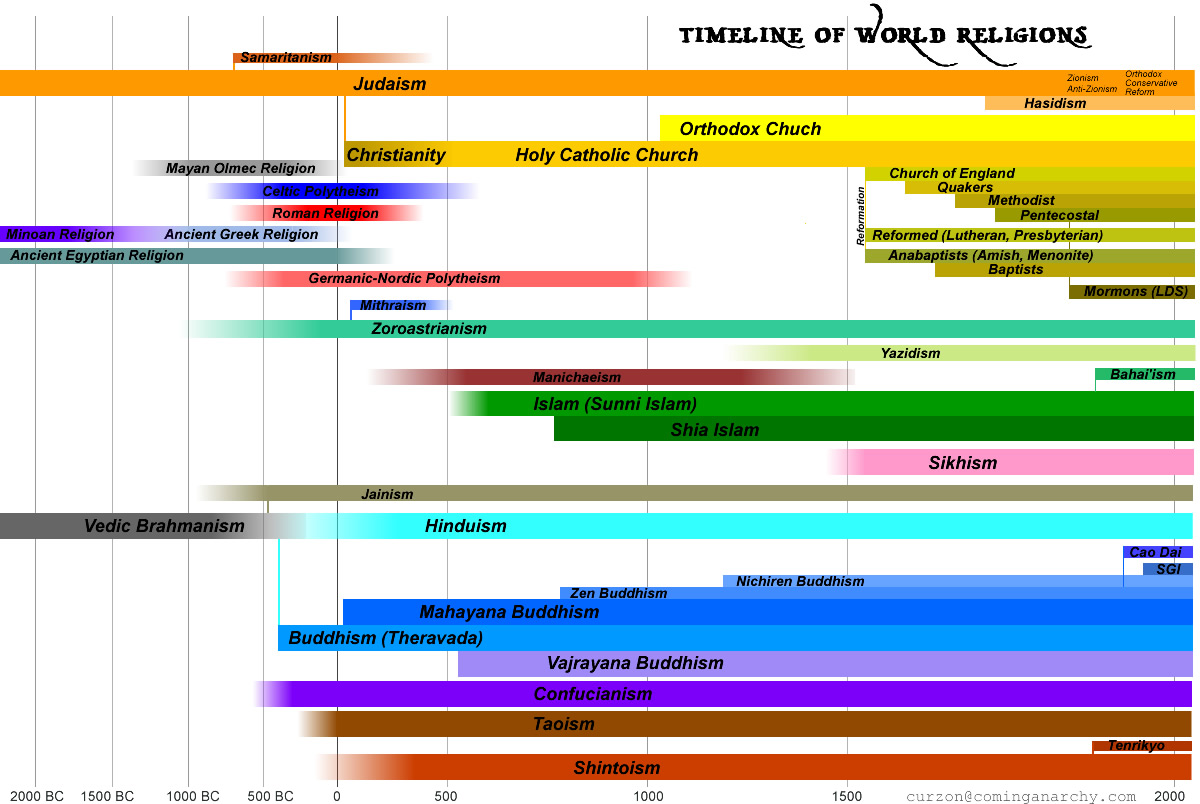 TIMELINE OF WORLD RELIGIONS
Samaritanism
Judaism
Zionism
Anti-Zionism
Orthodox
Conservative
Reform
Hasidism
Orthodox Chuch
Christianity
Holy Catholic Church
Mayan Olmec Religion
Church of England
Celtic Polytheism
Quakers
Methodist
Roman Religion
Pentecostal
Reformation
Minoan Religion
Ancient Greek Religion
Reformed (Lutheran, Presbyterian)
Ancient Egyptian Religion
Anabaptists (Amish, Menonite)
Baptists
Germanic-Nordic Polytheism
Mormons (LDS)
Mithraism
Zoroastrianism
Yazidism
Manichaeism
Bahai'ism
Islam (Sunni Islam)
Shia Islam
Sikhism
Jainism
Vedic Brahmanism
Hinduism
Cao Dai
SGI
Nichiren Buddhism
Zen Buddhism
Mahayana Buddhism
Buddhism (Theravada)
Vajrayana Buddhism
Confucianism
Taoism
Tenrikyo
Shintoism
2000 BC 1500 BC 1000 BC 500 BC 0 500 1000 1500 2000
curzon@cominganarchy.com